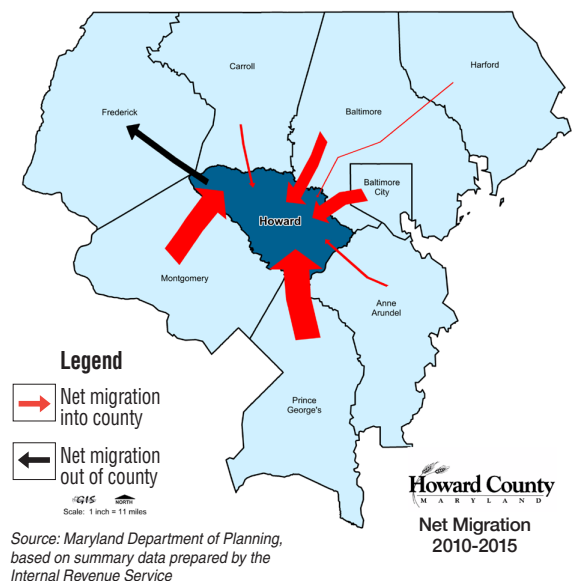 Carroll
Harford
Frederick
Baltimore
Baltimore
City
Howard
Montgomery
Anne
Arundel
Prince
George's
Legend
Net migration
into county
Net migration
out of county
GIS
NORTH
Scale: 1 inch = 11 miles
Howard County
MARYLAND
Net Migration
2010-2015
Source: Maryland Department of Planning,
based on summary data prepared by the
Internal Revenue Service